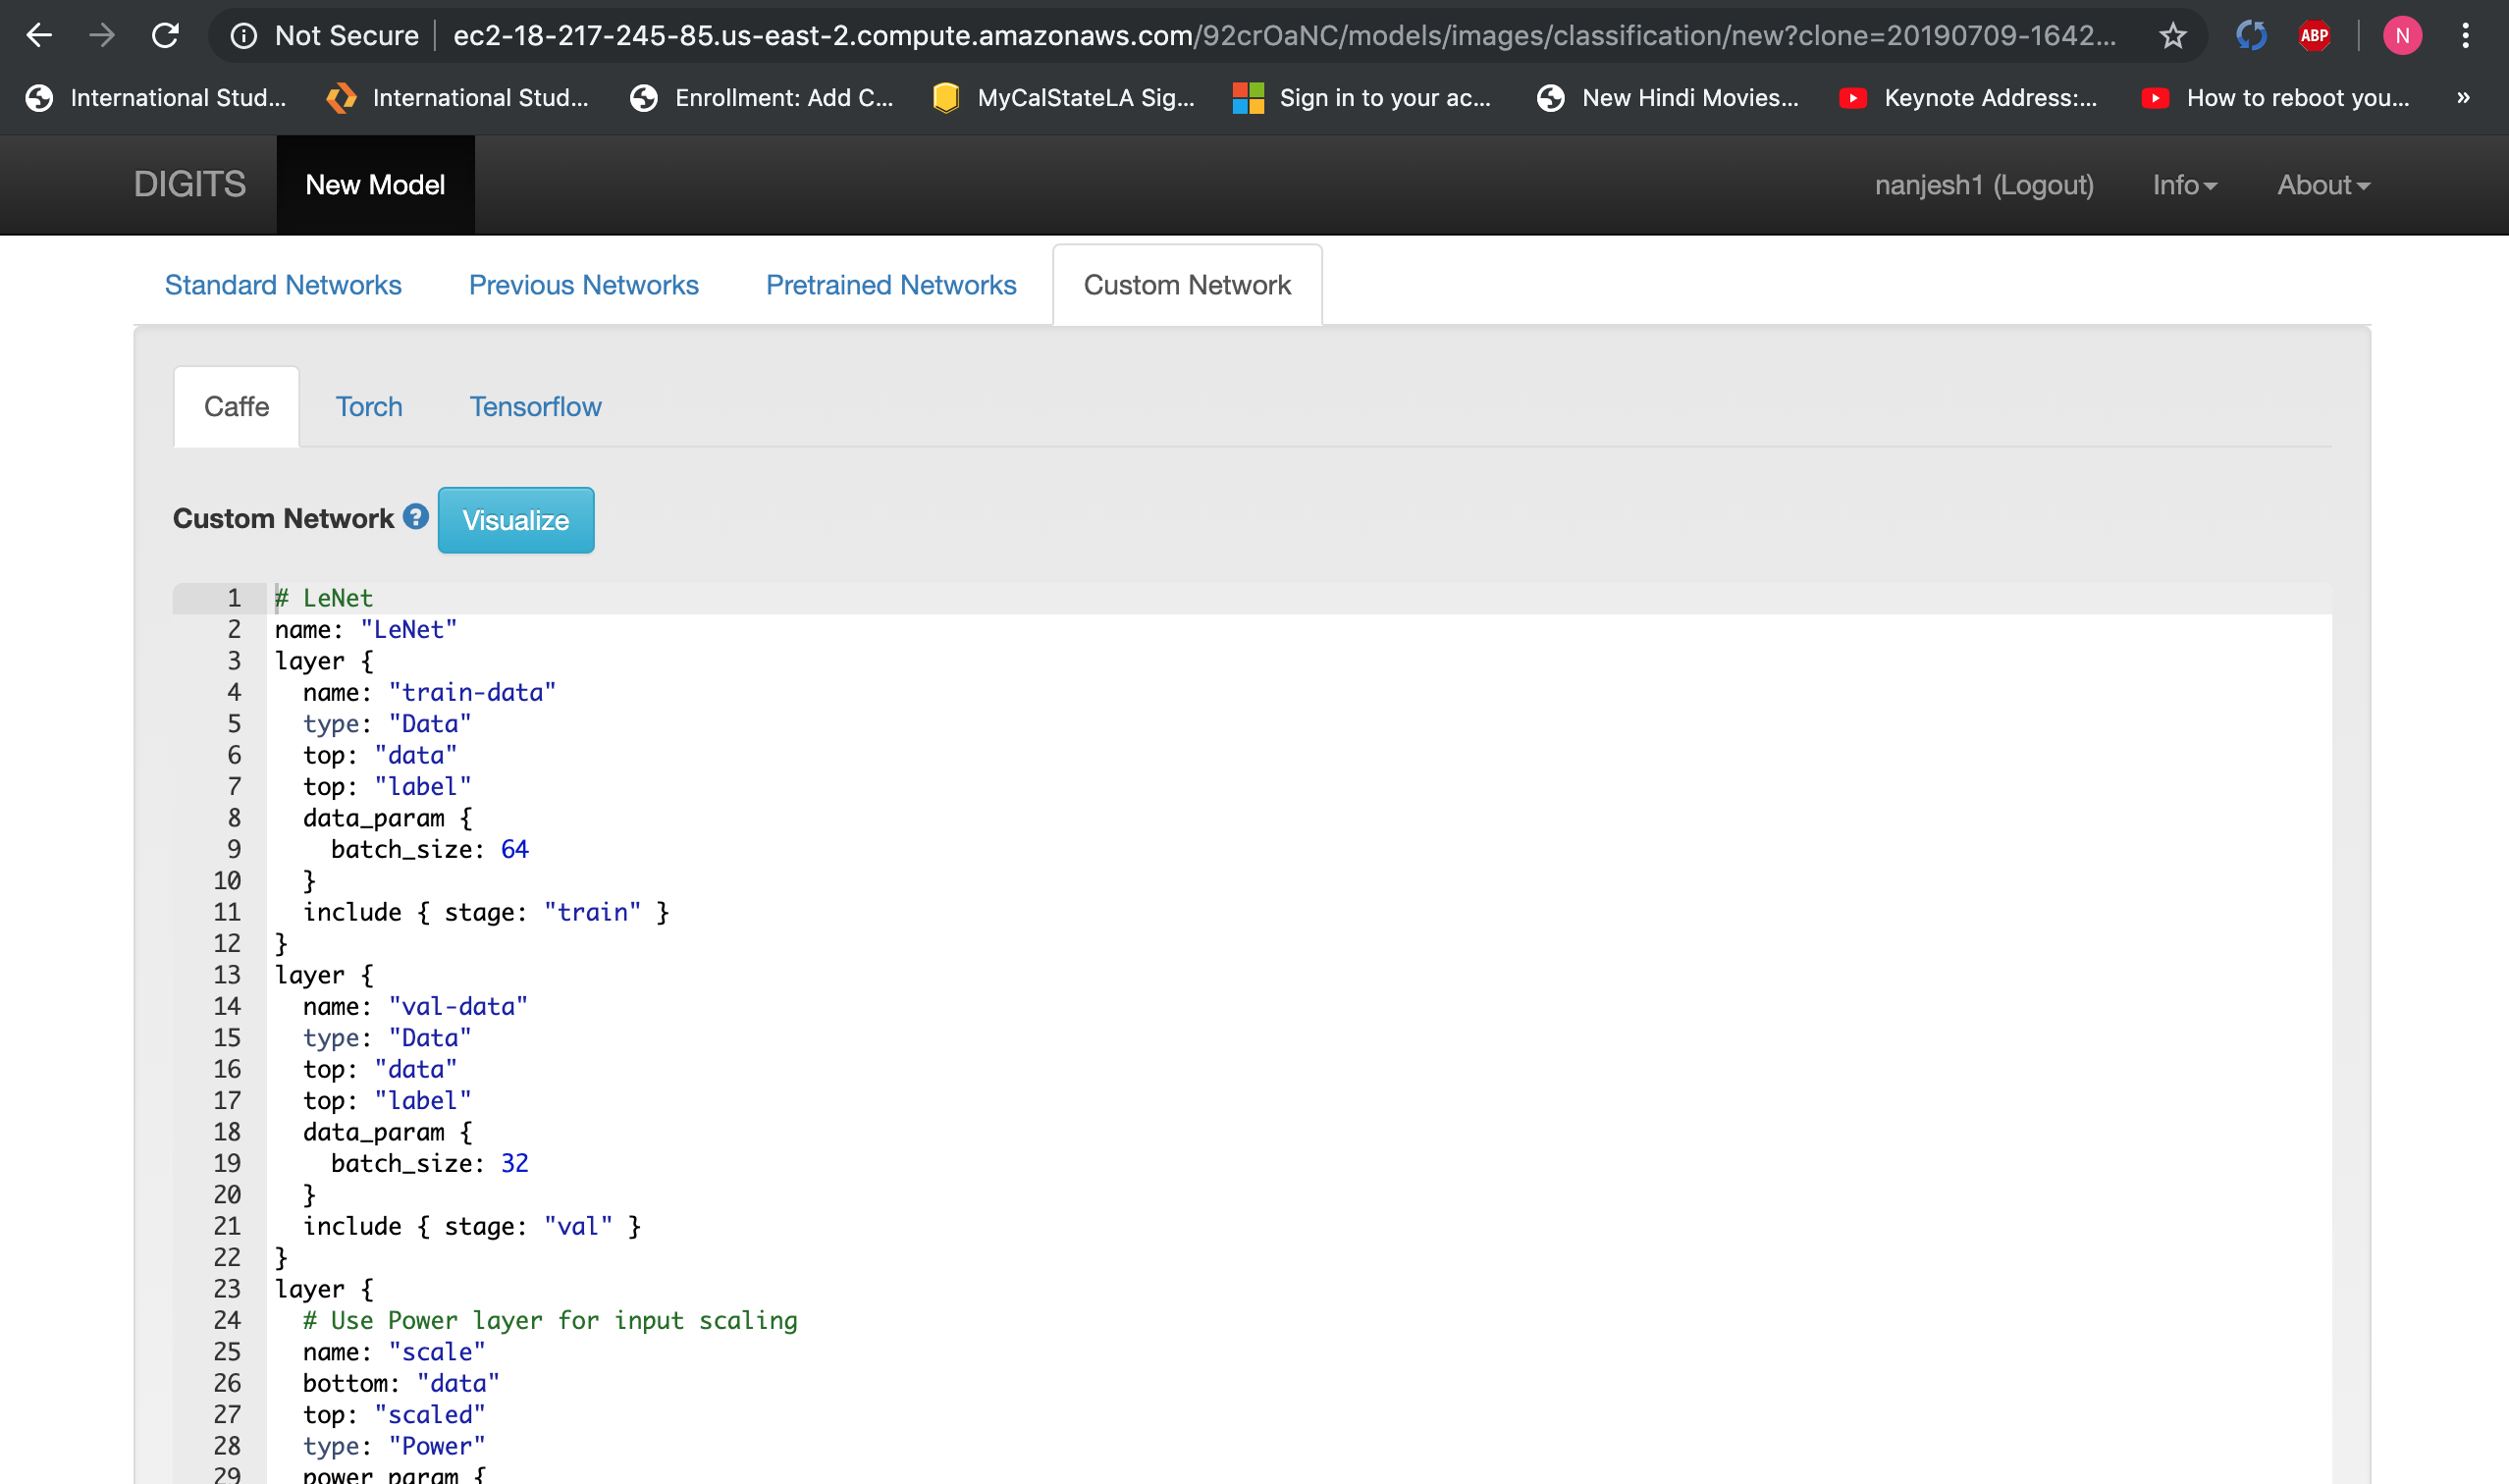 Not Secure ec2-18-217-245-85.us-east-2.compute.amazonaws.com/92crOaNC/models/images/classification/new?clone=20190709-1642... ABP N
International Stud... International Stud... Enrollment: Add C... MyCalStateLA Sig... Sign in to your ac... New Hindi Movies... Keynote Address:... How to reboot you... »
DIGITS New Model nanjesh1 (Logout) Info About
Standard Networks Previous Networks Pretrained Networks Custom Network
Caffe Torch Tensorflow
Custom Network ? Visualize
1 # LeNet
2 name: "LeNet"
3 layer {
4 name: "train-data"
5 type: "Data"
6 top: "data"
7 top: "label"
8 data_param {
9 batch_size: 64
10 }
11 include { stage: "train" }
12 }
13 layer {
14 name: "val-data"
15 type: "Data"
16 top: "data"
17 top: "label"
18 data_param {
19 batch_size: 32
20 }
21 include { stage: "val" }
22 }
23 layer {
24 # Use Power layer for input scaling
25 name: "scale"
26 bottom: "data"
27 top: "scaled"
28 type: "Power"
29 power_param {